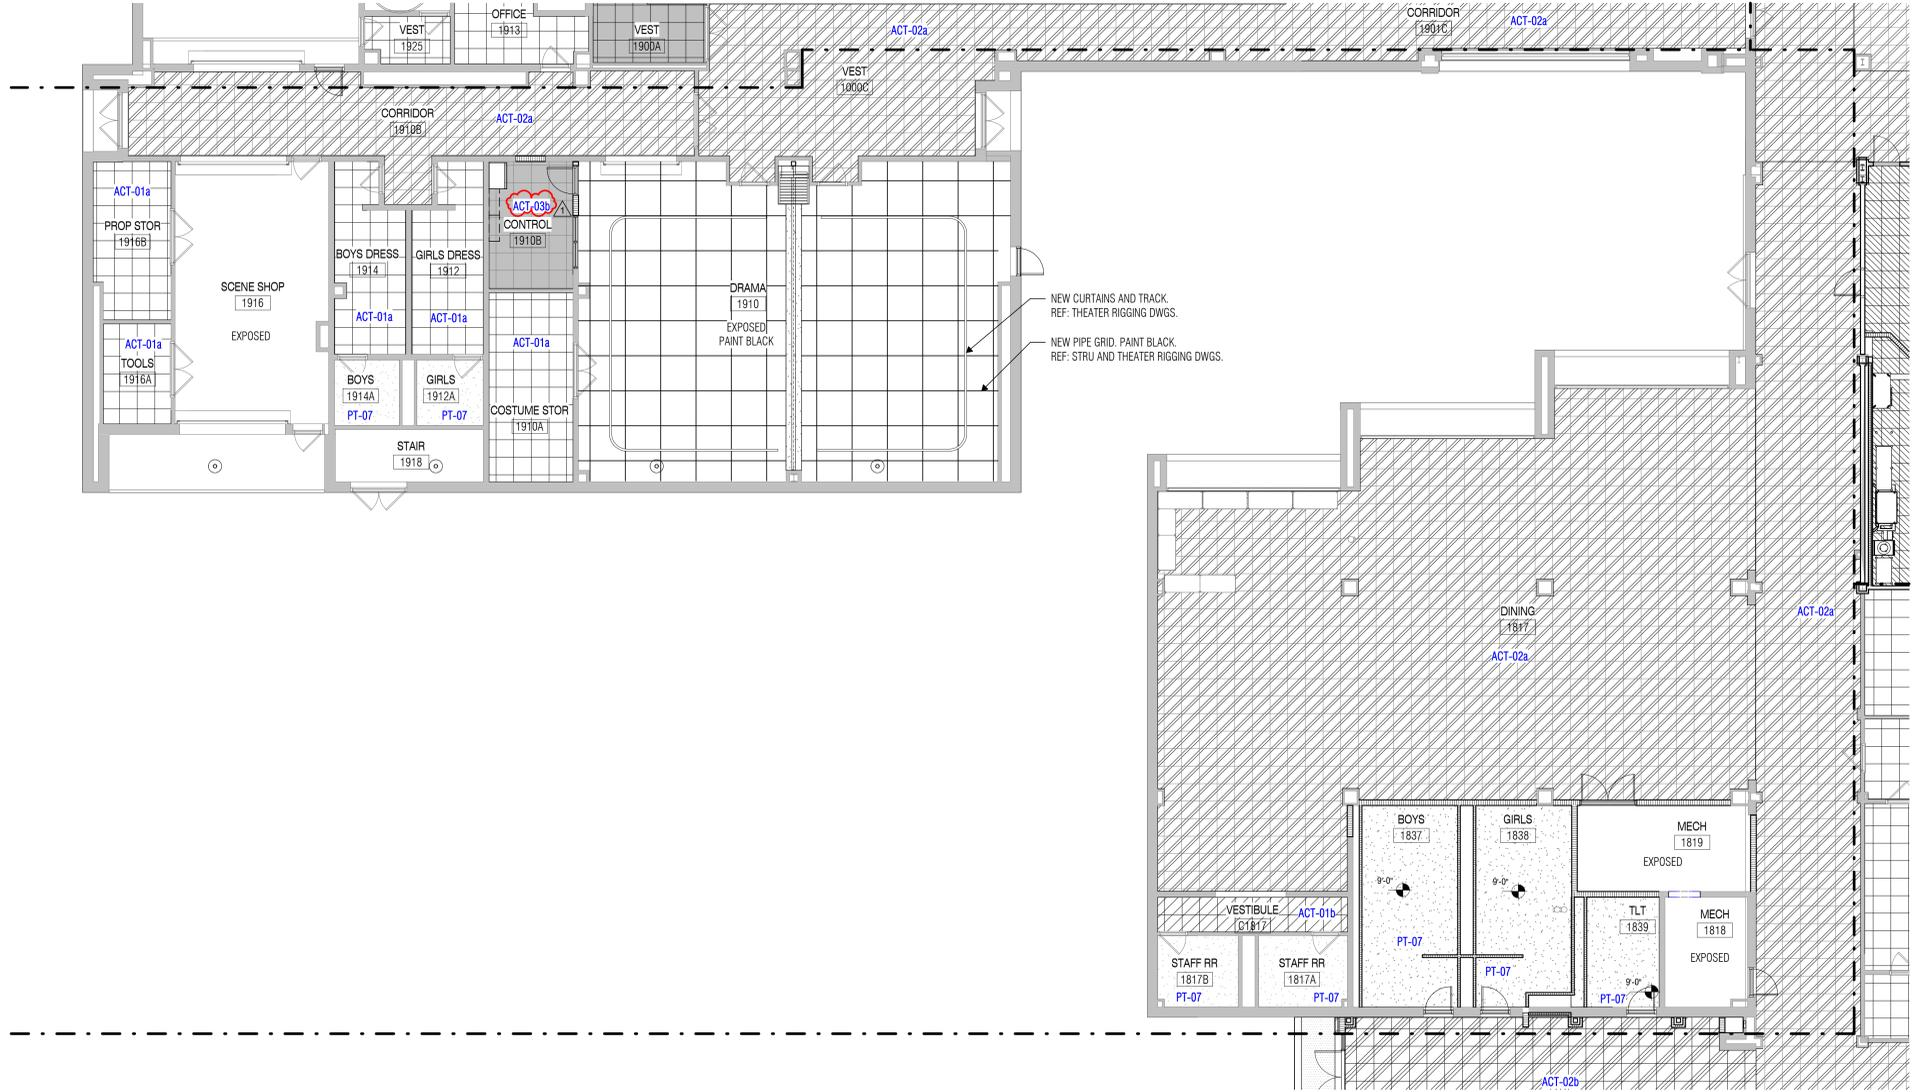 VEST
1925
OFFICE
1913
VEST
1900A
ACT-02a
CORRIDOR
1901C
ACT-02a
VEST
1000C
CORRIDOR
1910B
ACT-02a
ACT-01a
PROP STOR
1916B
SCENE SHOP
1916
EXPOSED
ACT-01a
TOOLS
1916A
BOYS DRESS
1914
ACT-01a
GIRLS DRESS
1912
ACT-01a
BOYS
1914A
PT-07
GIRLS
1912A
PT-07
STAIR
1918
ACT-03b
1
CONTROL
1910B
ACT-01a
COSTUME STOR
1910A
DRAMA
1910
EXPOSED
PAINT BLACK
NEW CURTAINS AND TRACK.
REF: THEATER RIGGING DWGS.
NEW PIPE GRID. PAINT BLACK.
REF: STRU AND THEATER RIGGING DWGS.
DINING
1817
ACT-02a
ACT-02a
BOYS
1837
9'-0"
PT-07
GIRLS
1838
9'-0"
PT-07
MECH
1819
EXPOSED
TLT
1839
9'-0"
PT-07
MECH
1818
EXPOSED
VESTIBULE
C1817
ACT-01b
STAFF RR
1817B
PT-07
STAFF RR
1817A
PT-07
ACT-02b